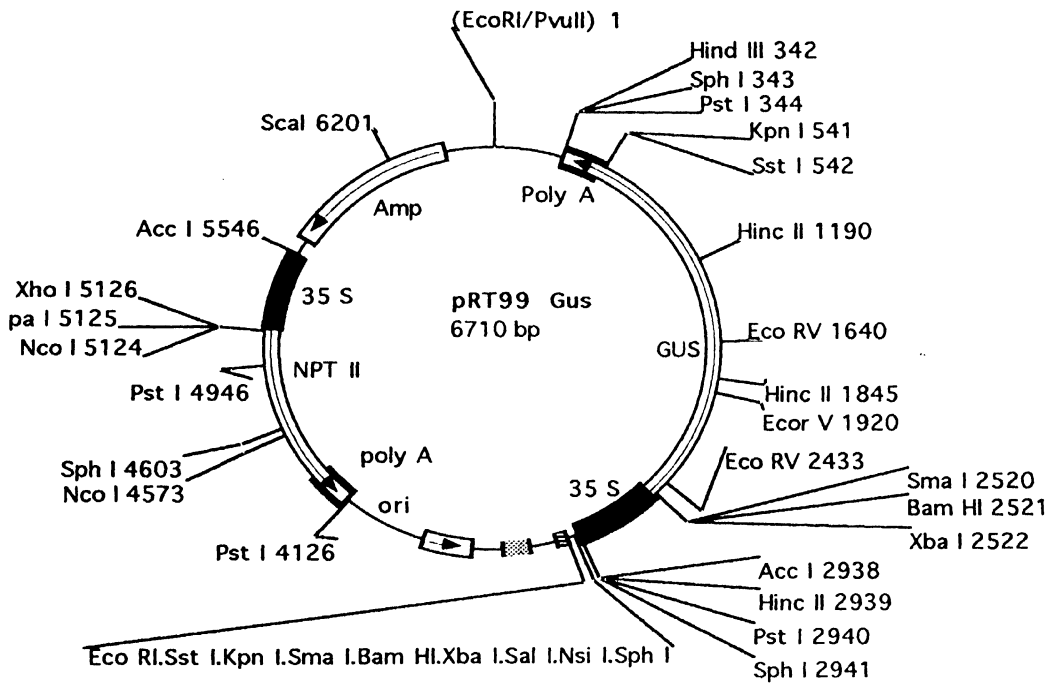 (EcoRI/PvuII) 1
Hind III 342
Sph I 343
Pst I 344
Kpn I 541
Sst I 542
ScaI 6201
Poly A
Amp
Hinc II 1190
Acc I 5546
35 S
Xho I 5126
pa I 5125
Nco I 5124
pRT99 Gus
6710 bp
Eco RV 1640
GUS
NPT II
Pst I 4946
Hinc II 1845
Ecor V 1920
poly A
Sph I 4603
Nco I 4573
Eco RV 2433
Sma I 2520
Bam HI 2521
Xba I 2522
35 S
ori
Pst I 4126
Acc I 2938
Hinc II 2939
Pst I 2940
Sph I 2941
Eco RI.Sst I.Kpn I.Sma I.Bam HI.Xba I.Sal I.Nsi I.Sph I